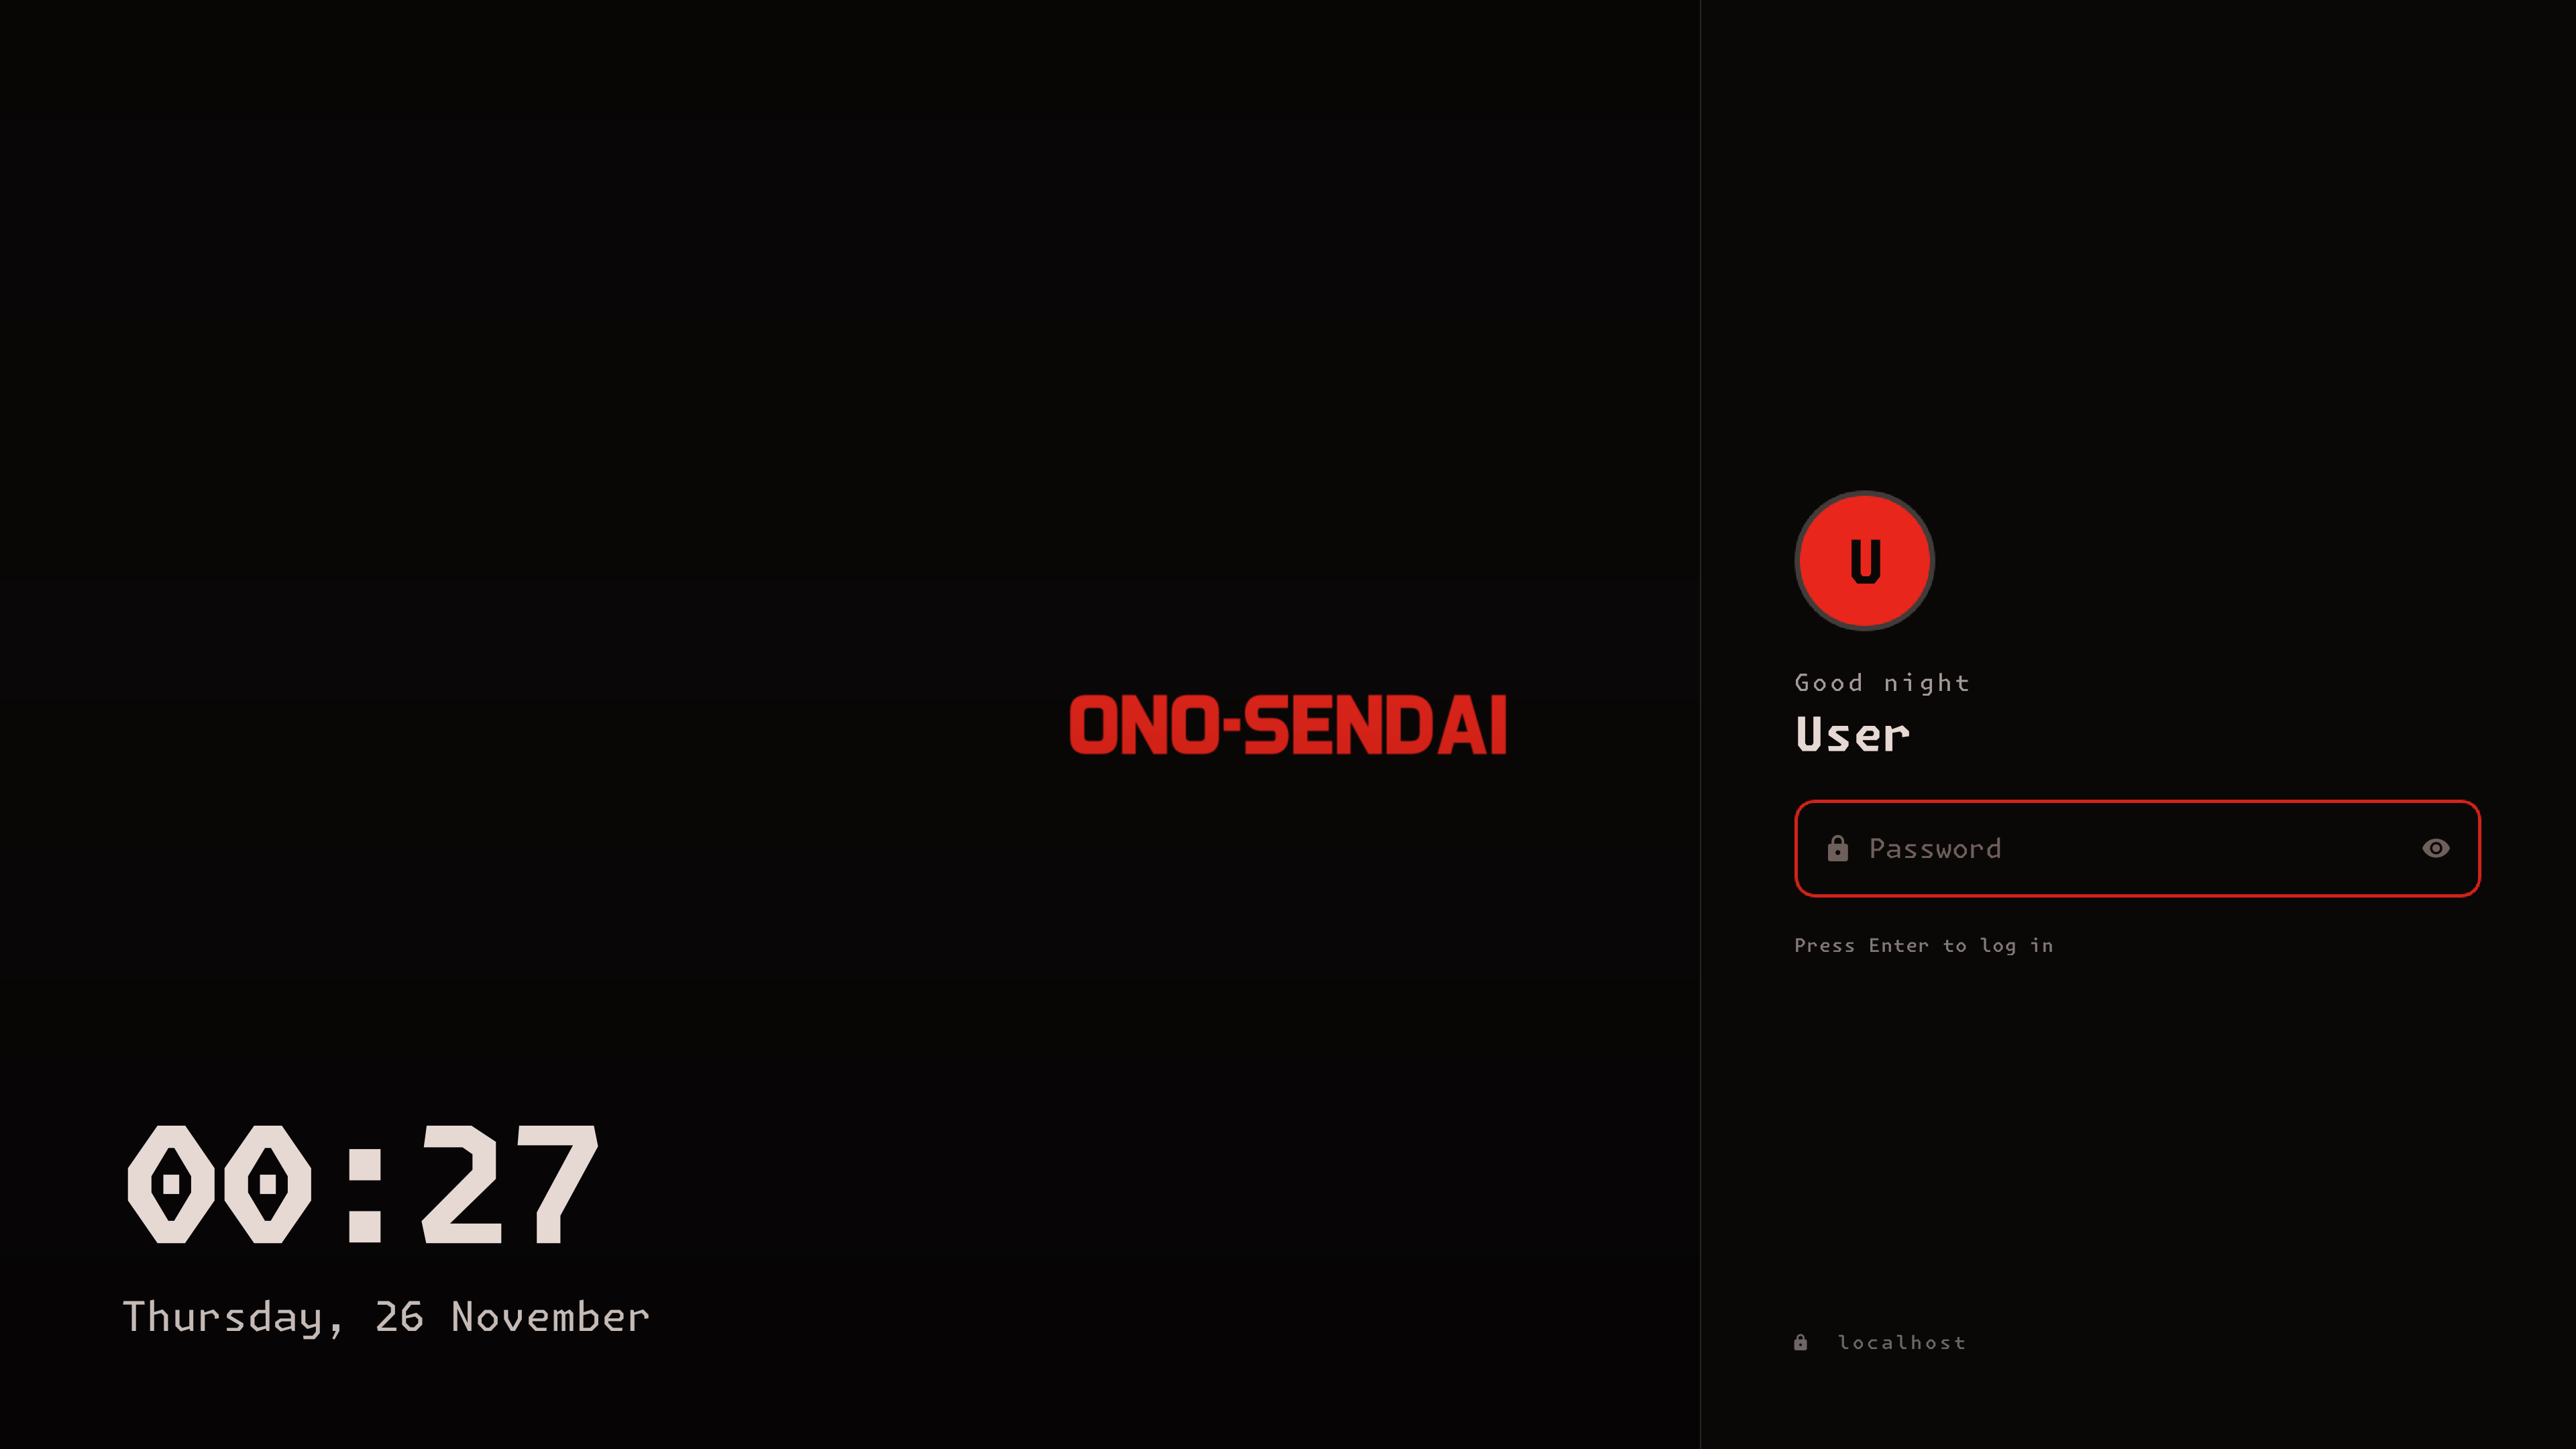 ONO-SENDAI
00:27
Thursday, 26 November
U
Good night
User
Password
Press Enter to log in
localhost